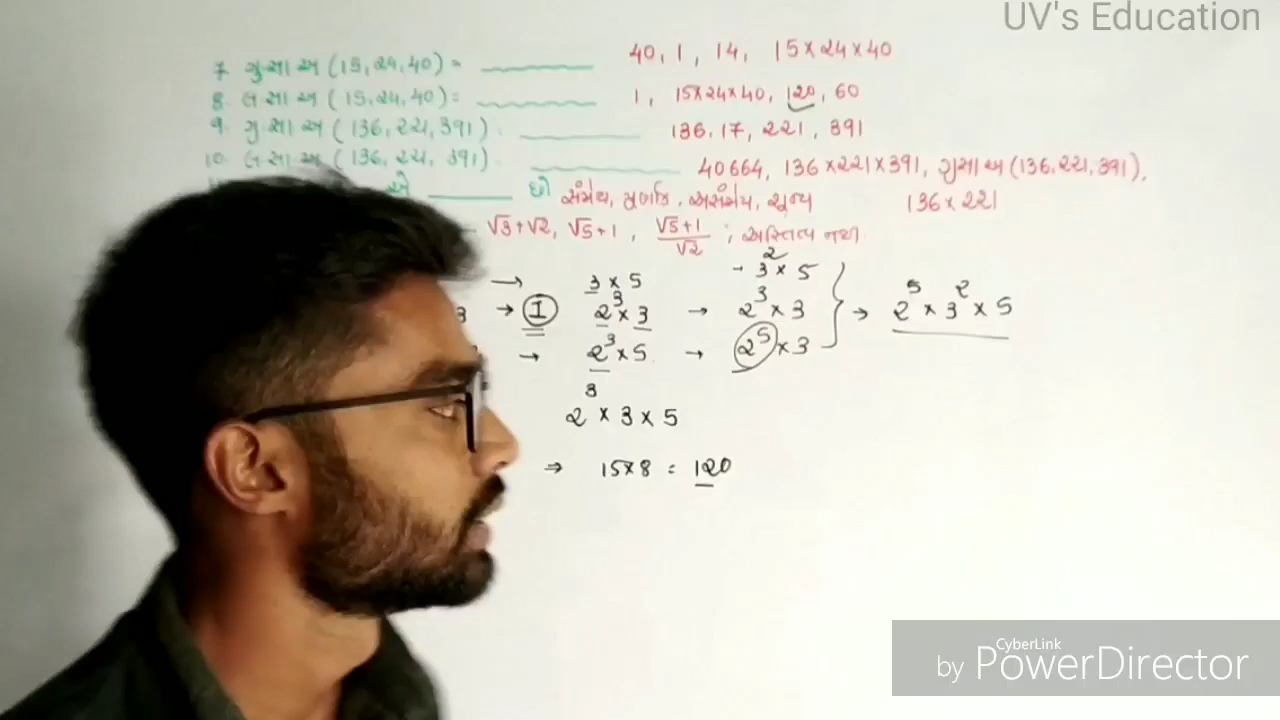 UV's Education
7. ગુ.સા.અ (15, 24, 40) = 40, 1, 14, 15×24×40
8. લ.સા.અ (15, 24, 40) = 1, 15×24×40, 120, 60
9. ગુ.સા.અ (136, 221, 391). 136, 17, 221, 391
10. લ.સા.અ (136, 221, 391). 40664, 136×221×391, ગુ.સા.અ (136, 221, 391),
એ છે સંમેય, પૂર્ણાંક, અસંમેય, શૂન્ય 136×221
√3+√2, √5+1, (√5+1)/√2, અસ્તિત્વ નથી.
→ 3 × 5 3² × 5
3 → I 2³ × 3 → 2³ × 3 } → 2⁵ × 3² × 5
→ 2³ × 5 → 2⁵ × 3
2³ × 3 × 5
⇒ 15×8 = 120
CyberLink
by PowerDirector